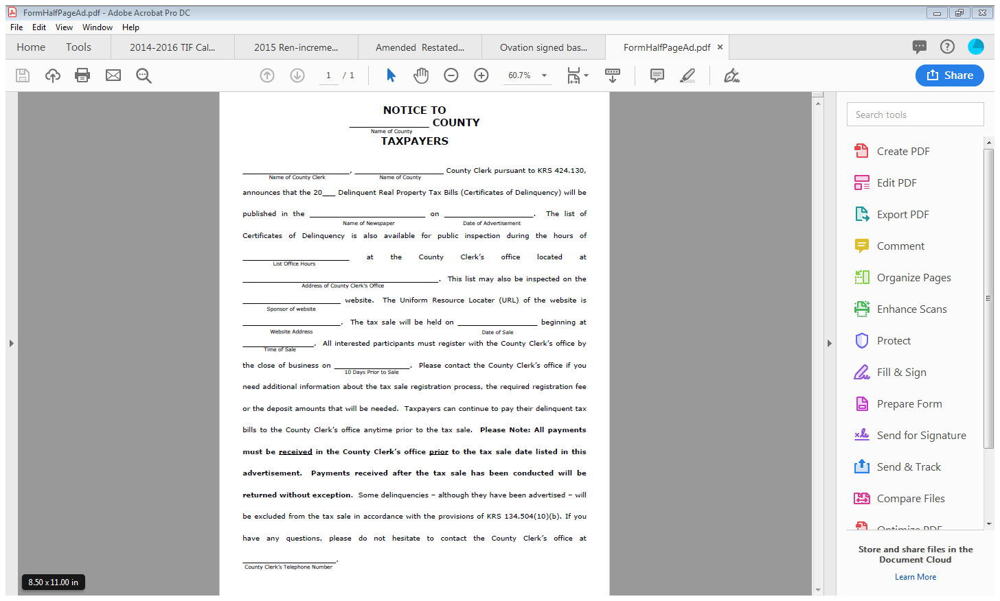 FormHalfPageAd.pdf - Adobe Acrobat Pro DC
File Edit View Window Help
Home Tools 2014-2016 TIF Cal... 2015 Ren-increme... Amended Restated... Ovation signed bas... FormHalfPageAd.pdf ×
1 / 1 60.7% Share
NOTICE TO
_______________ COUNTY
Name of County
TAXPAYERS
____________________, ____________________ County Clerk pursuant to KRS 424.130,
Name of County Clerk Name of County
announces that the 20___ Delinquent Real Property Tax Bills (Certificates of Delinquency) will be
published in the __________________________ on ____________________. The list of
Name of Newspaper Date of Advertisement
Certificates of Delinquency is also available for public inspection during the hours of
________________________ at the County Clerk’s office located at
List Office Hours
____________________________________________. This list may also be inspected on the
Address of County Clerk’s Office
______________________ website. The Uniform Resource Locater (URL) of the website is
Sponsor of website
______________________. The tax sale will be held on __________________ beginning at
Website Address Date of Sale
________________. All interested participants must register with the County Clerk’s office by
Time of Sale
the close of business on _________________. Please contact the County Clerk’s office if you
10 Days Prior to Sale
need additional information about the tax sale registration process, the required registration fee
or the deposit amounts that will be needed. Taxpayers can continue to pay their delinquent tax
bills to the County Clerk’s office anytime prior to the tax sale. Please Note: All payments
must be received in the County Clerk’s office prior to the tax sale date listed in this
advertisement. Payments received after the tax sale has been conducted will be
returned without exception. Some delinquencies – although they have been advertised – will
be excluded from the tax sale in accordance with the provisions of KRS 134.504(10)(b). If you
have any questions, please do not hesitate to contact the County Clerk’s office at
_____________________.
County Clerk’s Telephone Number
8.50 x 11.00 in
Search tools
Create PDF
Edit PDF
Export PDF
Comment
Organize Pages
Enhance Scans
Protect
Fill & Sign
Prepare Form
Send for Signature
Send & Track
Compare Files
Optimize PDF
Store and share files in the
Document Cloud
Learn More